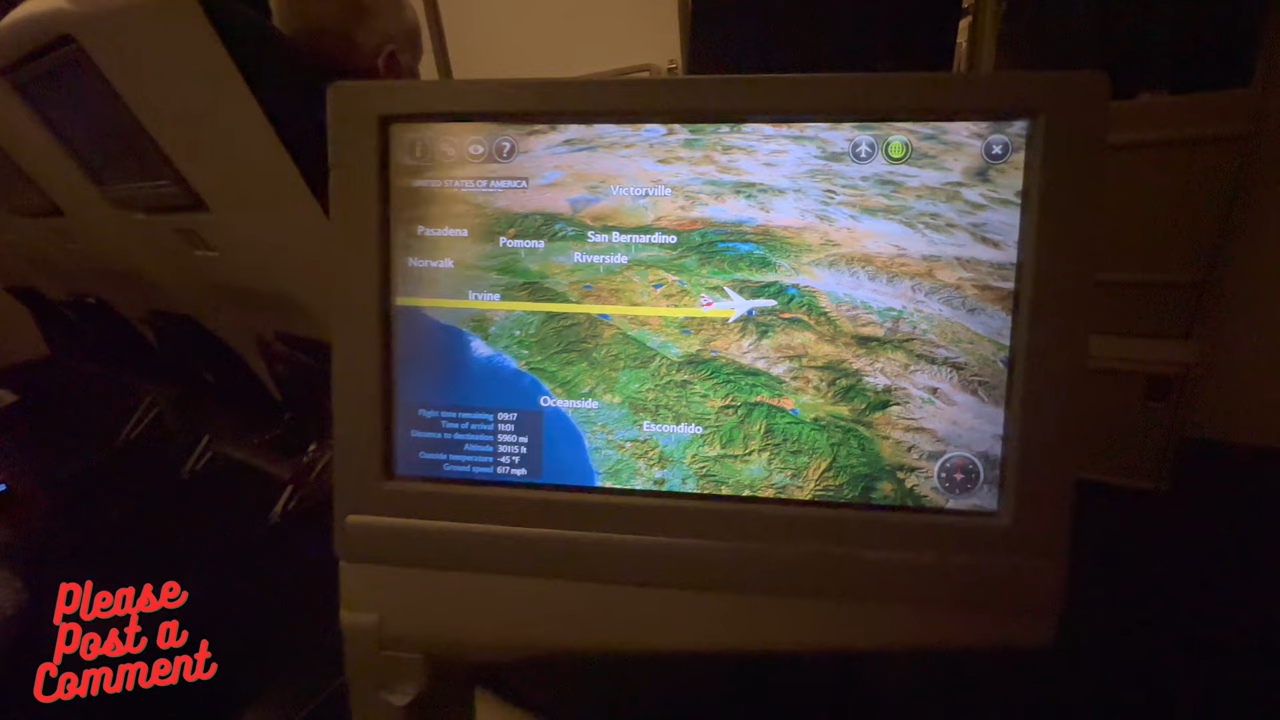 UNITED STATES OF AMERICA
Victorville
Pasadena
Pomona
San Bernardino
Norwalk
Riverside
Irvine
Oceanside
Escondido
Flight time remaining 09:17
Time of arrival 11:01
Distance to destination 5960 mi
Altitude 30115 ft
Outside temperature -45 °F
Ground speed 617 mph
Please
Post a
Comment